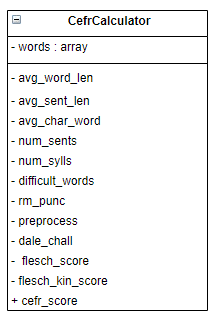 CefrCalculator
- words : array
- avg_word_len
- avg_sent_len
- avg_char_word
- num_sents
- num_sylls
- difficult_words
- rm_punc
- preprocess
- dale_chall
- flesch_score
- flesch_kin_score
+ cefr_score